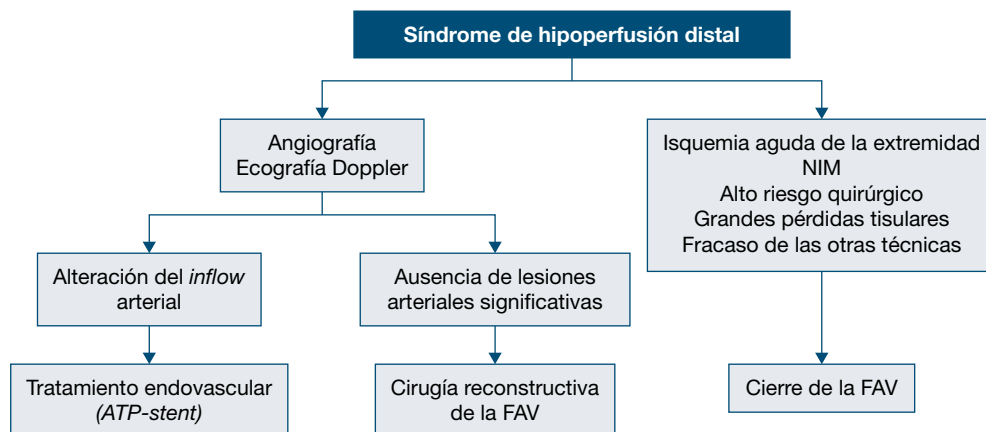 Síndrome de hipoperfusión distal
Angiografía
Ecografía Doppler
Isquemia aguda de la extremidad
NIM
Alto riesgo quirúrgico
Grandes pérdidas tisulares
Fracaso de las otras técnicas
Alteración del inflow
arterial
Ausencia de lesiones
arteriales significativas
Tratamiento endovascular
(ATP-stent)
Cirugía reconstructiva
de la FAV
Cierre de la FAV